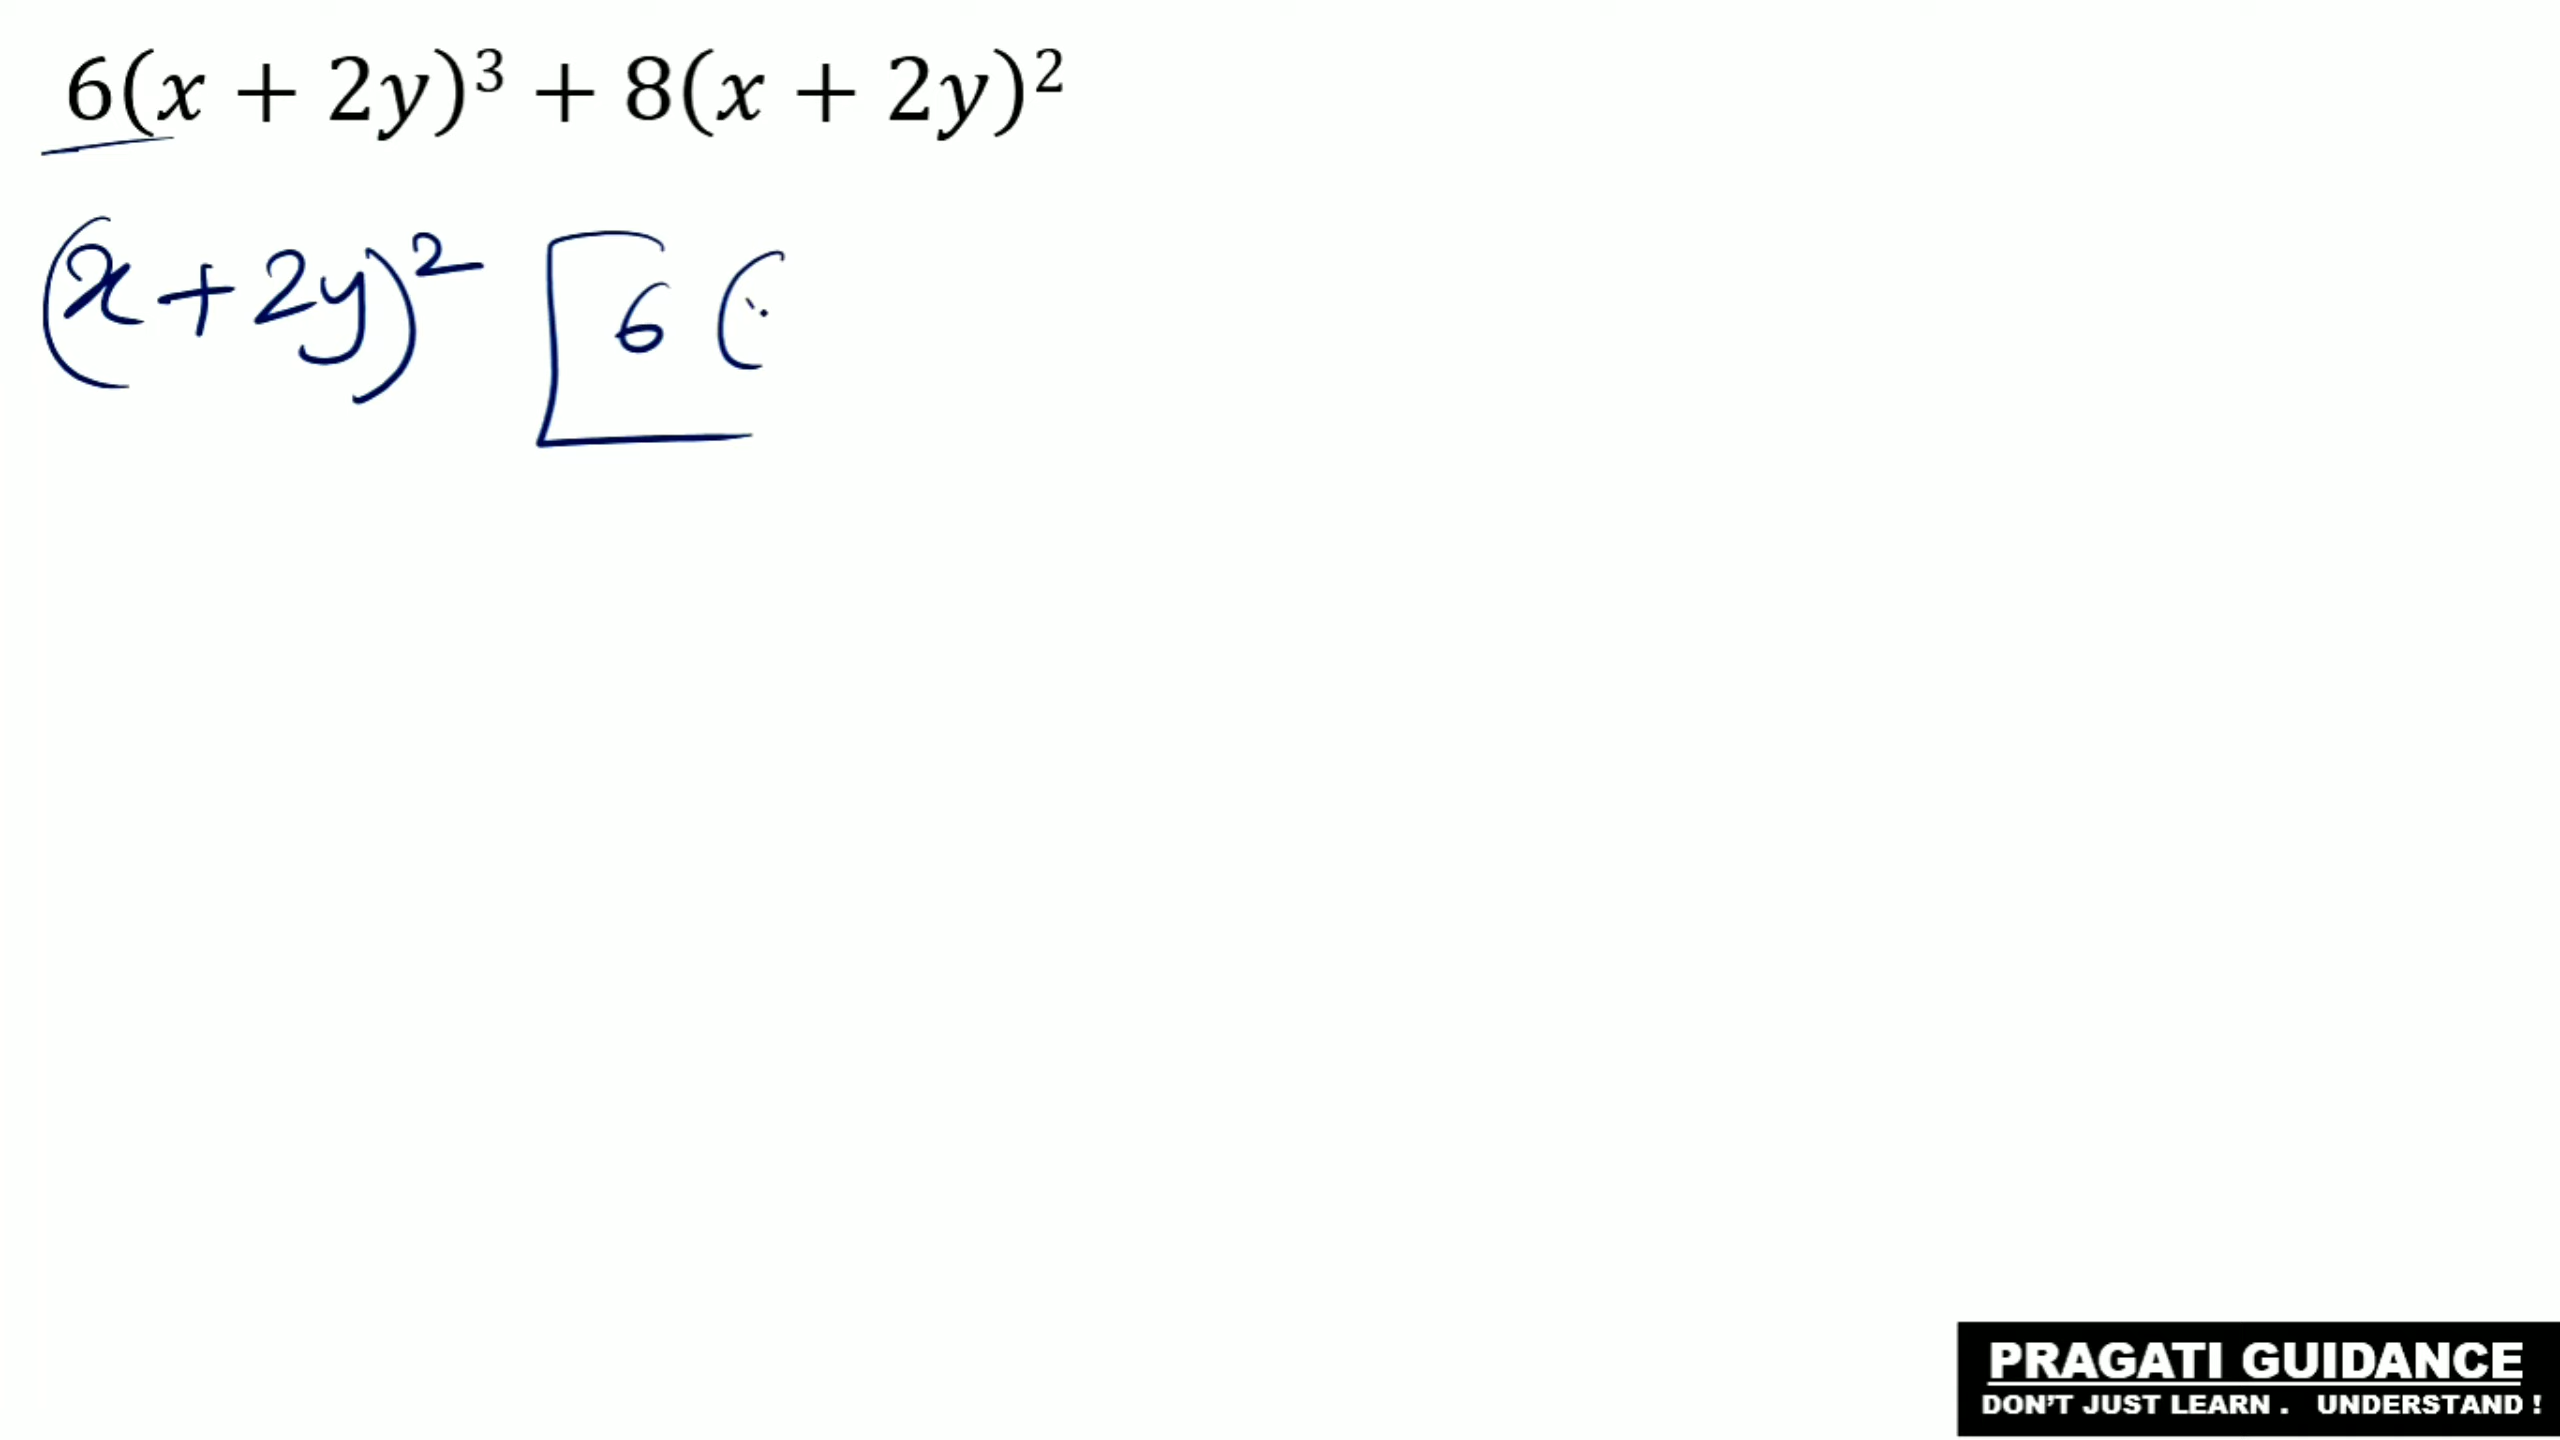 6(x + 2y)³ + 8(x + 2y)²
(x+2y)² [6(
PRAGATI GUIDANCE
DON'T JUST LEARN . UNDERSTAND !